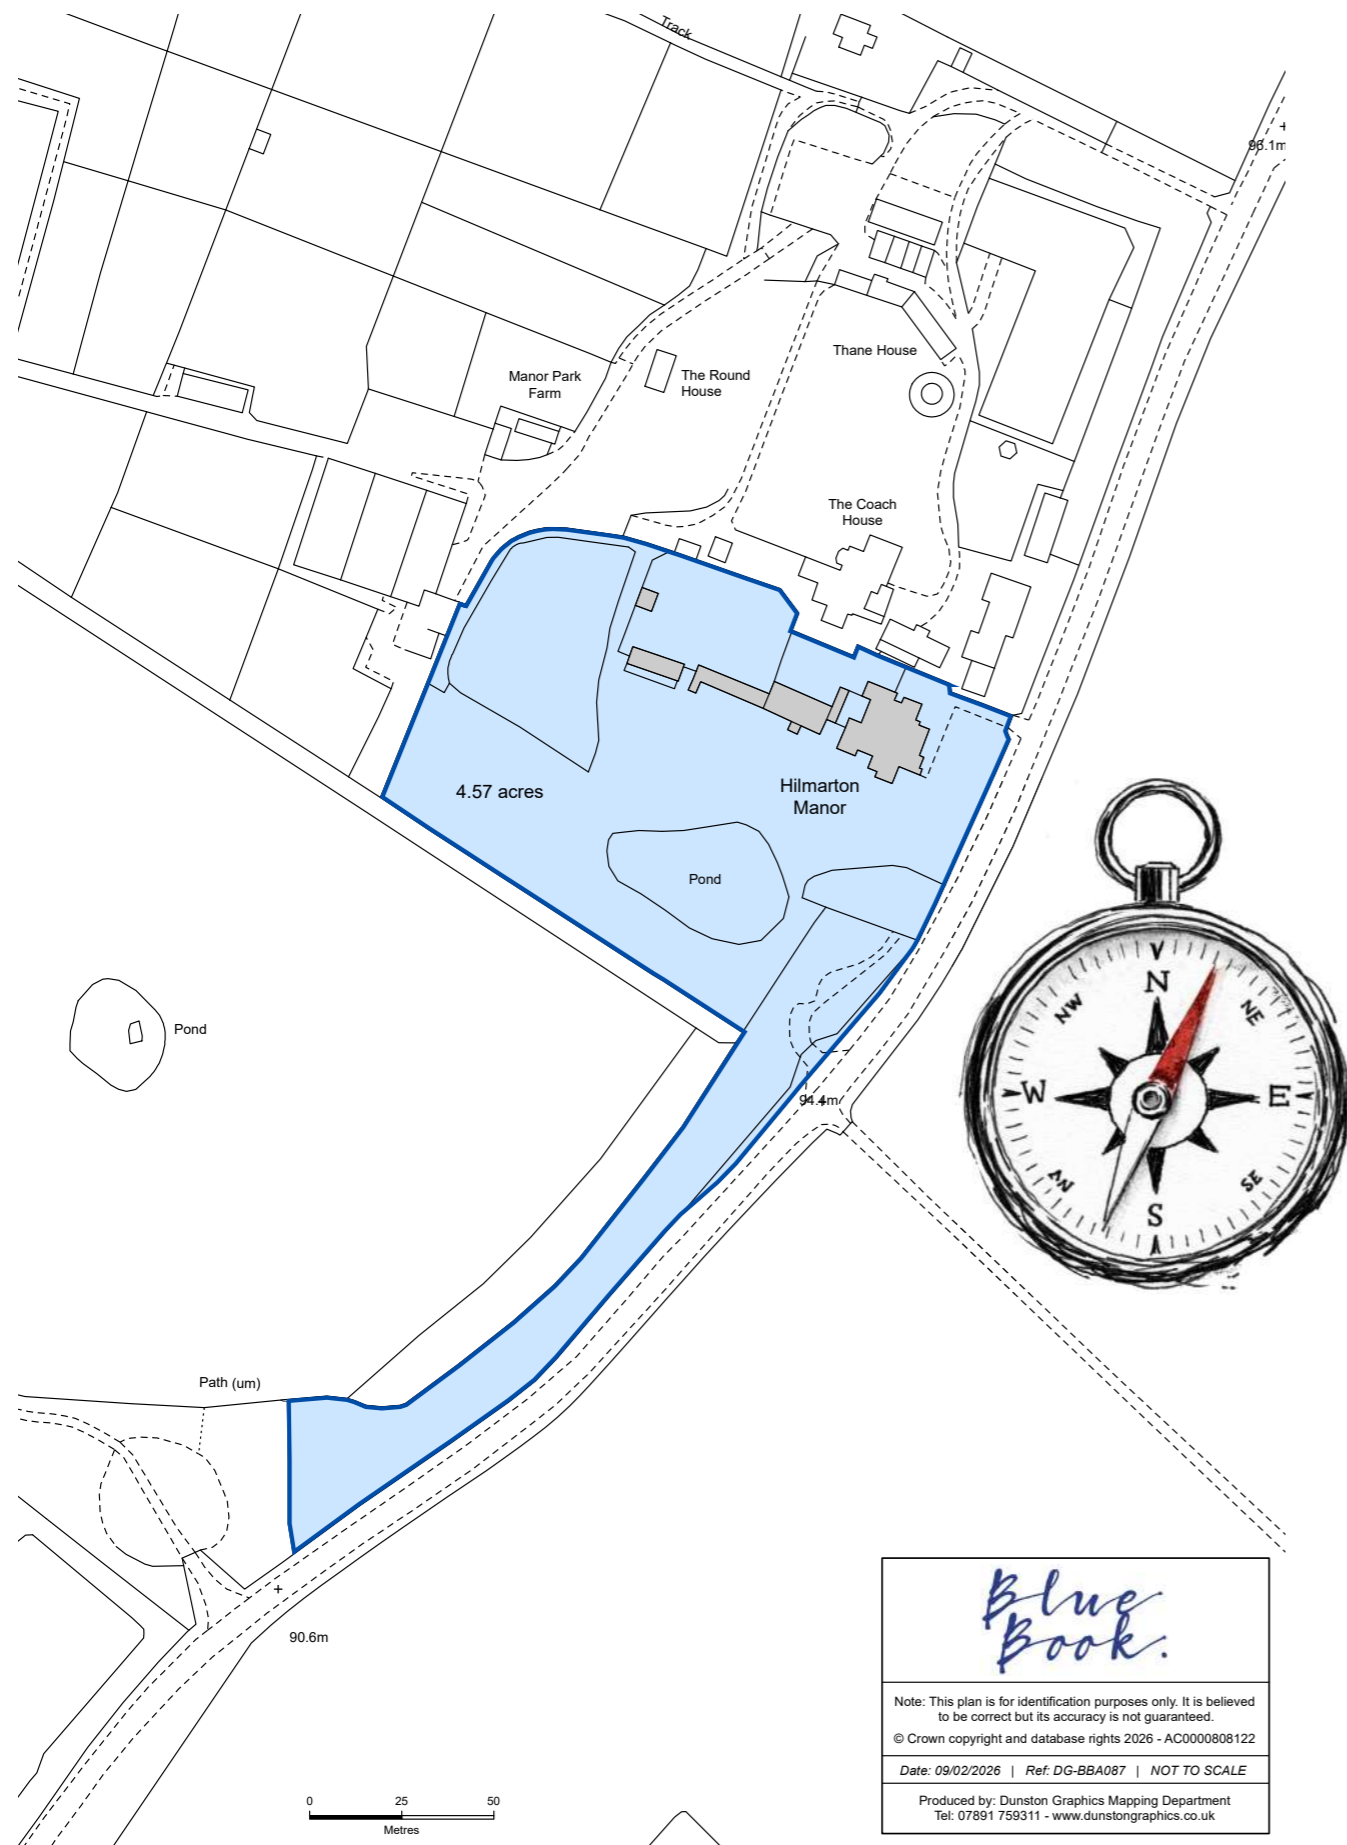 Track
96.1m
Thane House
Manor Park
Farm
The Round
House
The Coach
House
4.57 acres
Hilmarton
Manor
Pond
N
NW
NE
W
E
SE
S
Pond
94.4m
Path (um)
90.6m
Blue
Book.
Note: This plan is for identification purposes only. It is believed
to be correct but its accuracy is not guaranteed.
© Crown copyright and database rights 2026 - AC0000808122
Date: 09/02/2026 | Ref: DG-BBA087 | NOT TO SCALE
Produced by: Dunston Graphics Mapping Department
Tel: 07891 759311 - www.dunstongraphics.co.uk
0 25 50
Metres